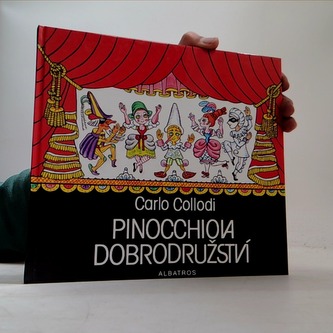 Carlo Collodi
PINOCCHIOVA
DOBRODRUŽSTVÍ
ALBATROS